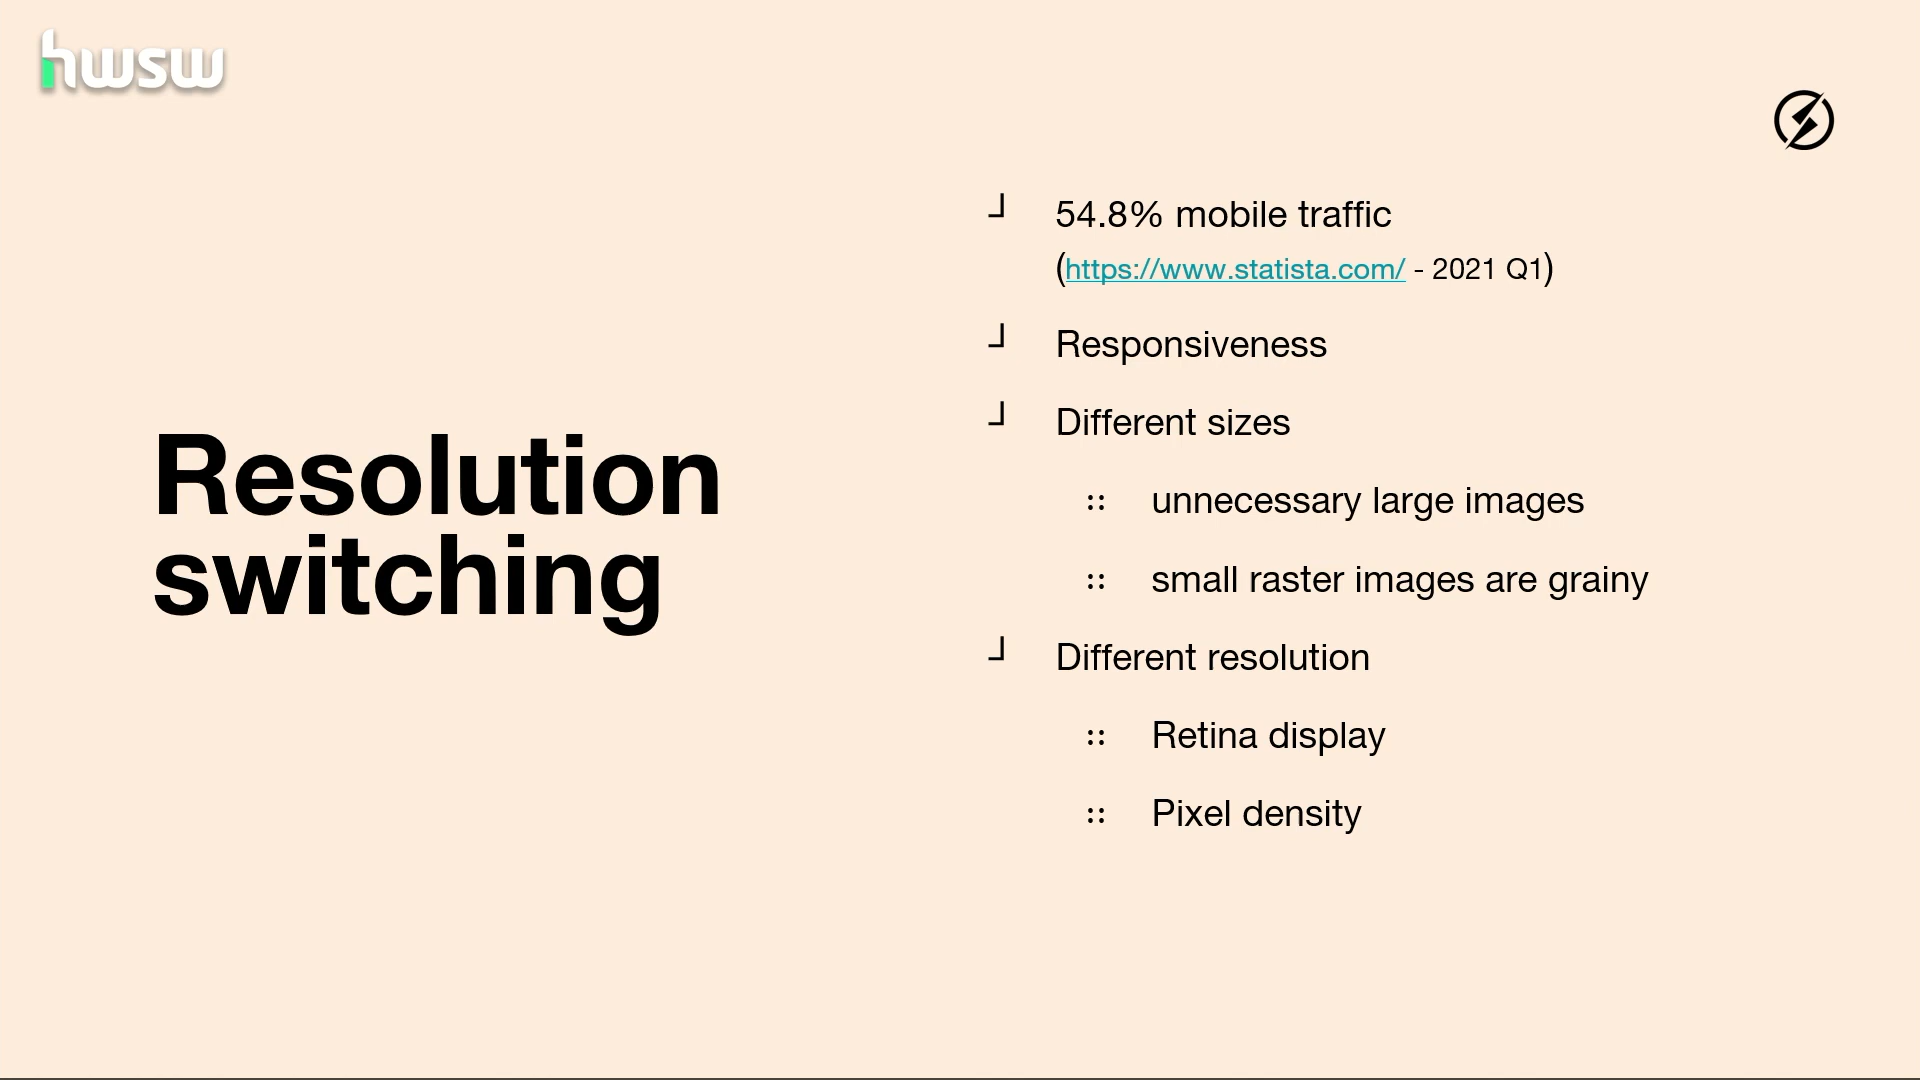 hwsw
Resolution
switching
54.8% mobile traffic
(https://www.statista.com/ - 2021 Q1)
Responsiveness
Different sizes
unnecessary large images
small raster images are grainy
Different resolution
Retina display
Pixel density